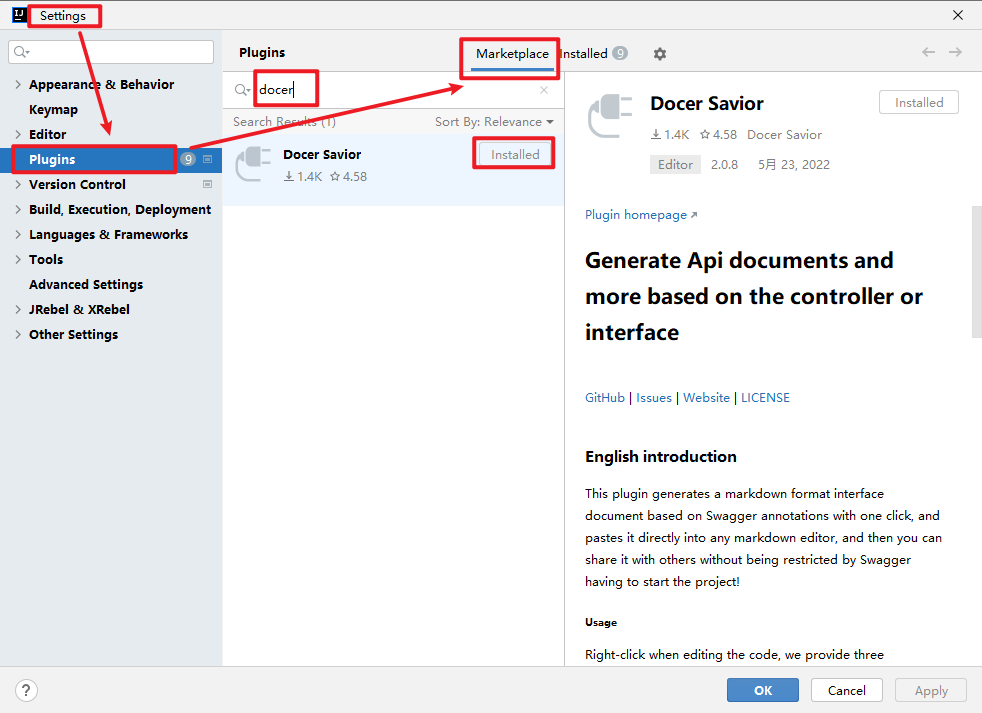 IJ Settings
Appearance & Behavior
Keymap
Editor
Plugins 9
Version Control
Build, Execution, Deployment
Languages & Frameworks
Tools
Advanced Settings
JRebel & XRebel
Other Settings
Plugins
Marketplace
Installed 9
docer
Search Results (1)
Sort By: Relevance
Docer Savior
1.4K 4.58
Installed
Docer Savior
Installed
1.4K 4.58 Docer Savior
Editor 2.0.8 5月 23, 2022
Plugin homepage
Generate Api documents and
more based on the controller or
interface
GitHub | Issues | Website | LICENSE
English introduction
This plugin generates a markdown format interface
document based on Swagger annotations with one click, and
pastes it directly into any markdown editor, and then you can
share it with others without being restricted by Swagger
having to start the project!
Usage
Right-click when editing the code, we provide three
?
OK
Cancel
Apply